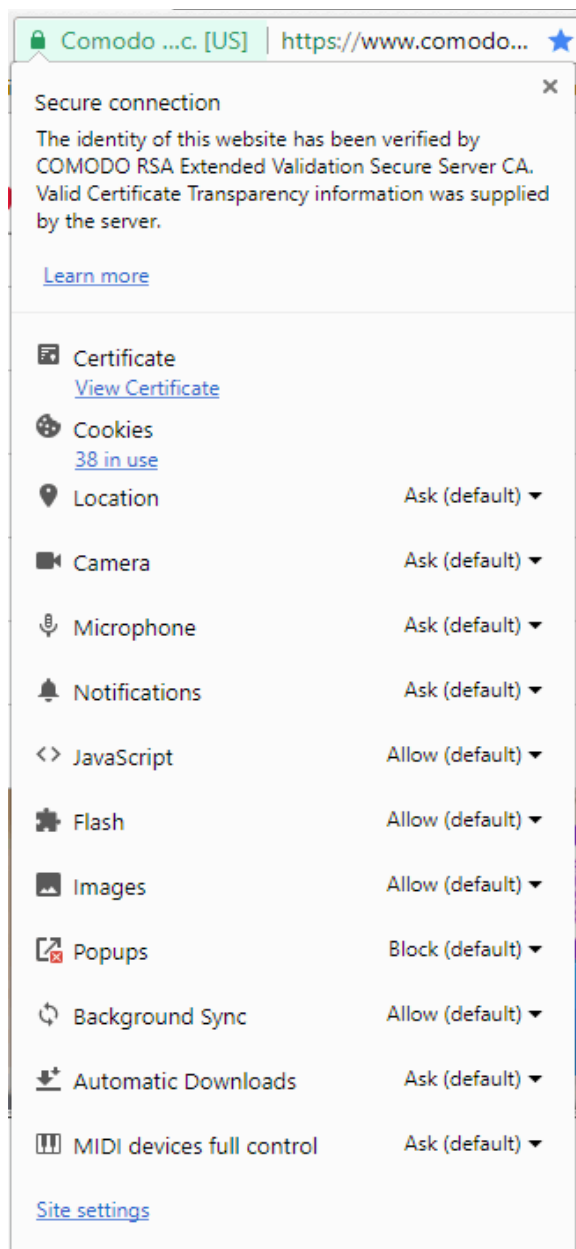 Comodo ...c. [US] | https://www.comodo...
Secure connection
The identity of this website has been verified by
COMODO RSA Extended Validation Secure Server CA.
Valid Certificate Transparency information was supplied
by the server.
Learn more
Certificate
View Certificate
Cookies
38 in use
Location Ask (default)
Camera Ask (default)
Microphone Ask (default)
Notifications Ask (default)
JavaScript Allow (default)
Flash Allow (default)
Images Allow (default)
Popups Block (default)
Background Sync Allow (default)
Automatic Downloads Ask (default)
MIDI devices full control Ask (default)
Site settings